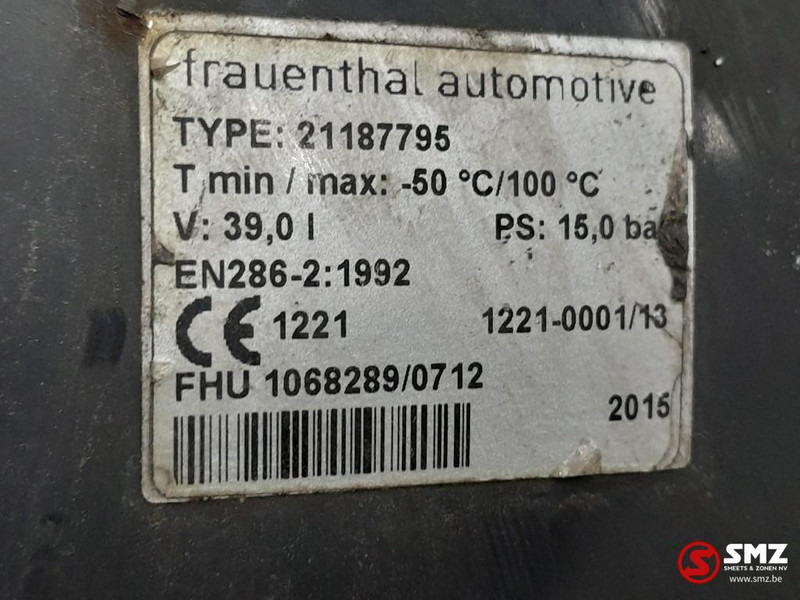 frauenthal automotive
TYPE: 21187795
T min / max: -50 °C/100 °C
V: 39,0 l PS: 15,0 ba
EN286-2:1992
CE 1221 1221-0001/13
FHU 1068289/0712
2015
SMZ
SMEETS & ZONEN NV
www.smz.be